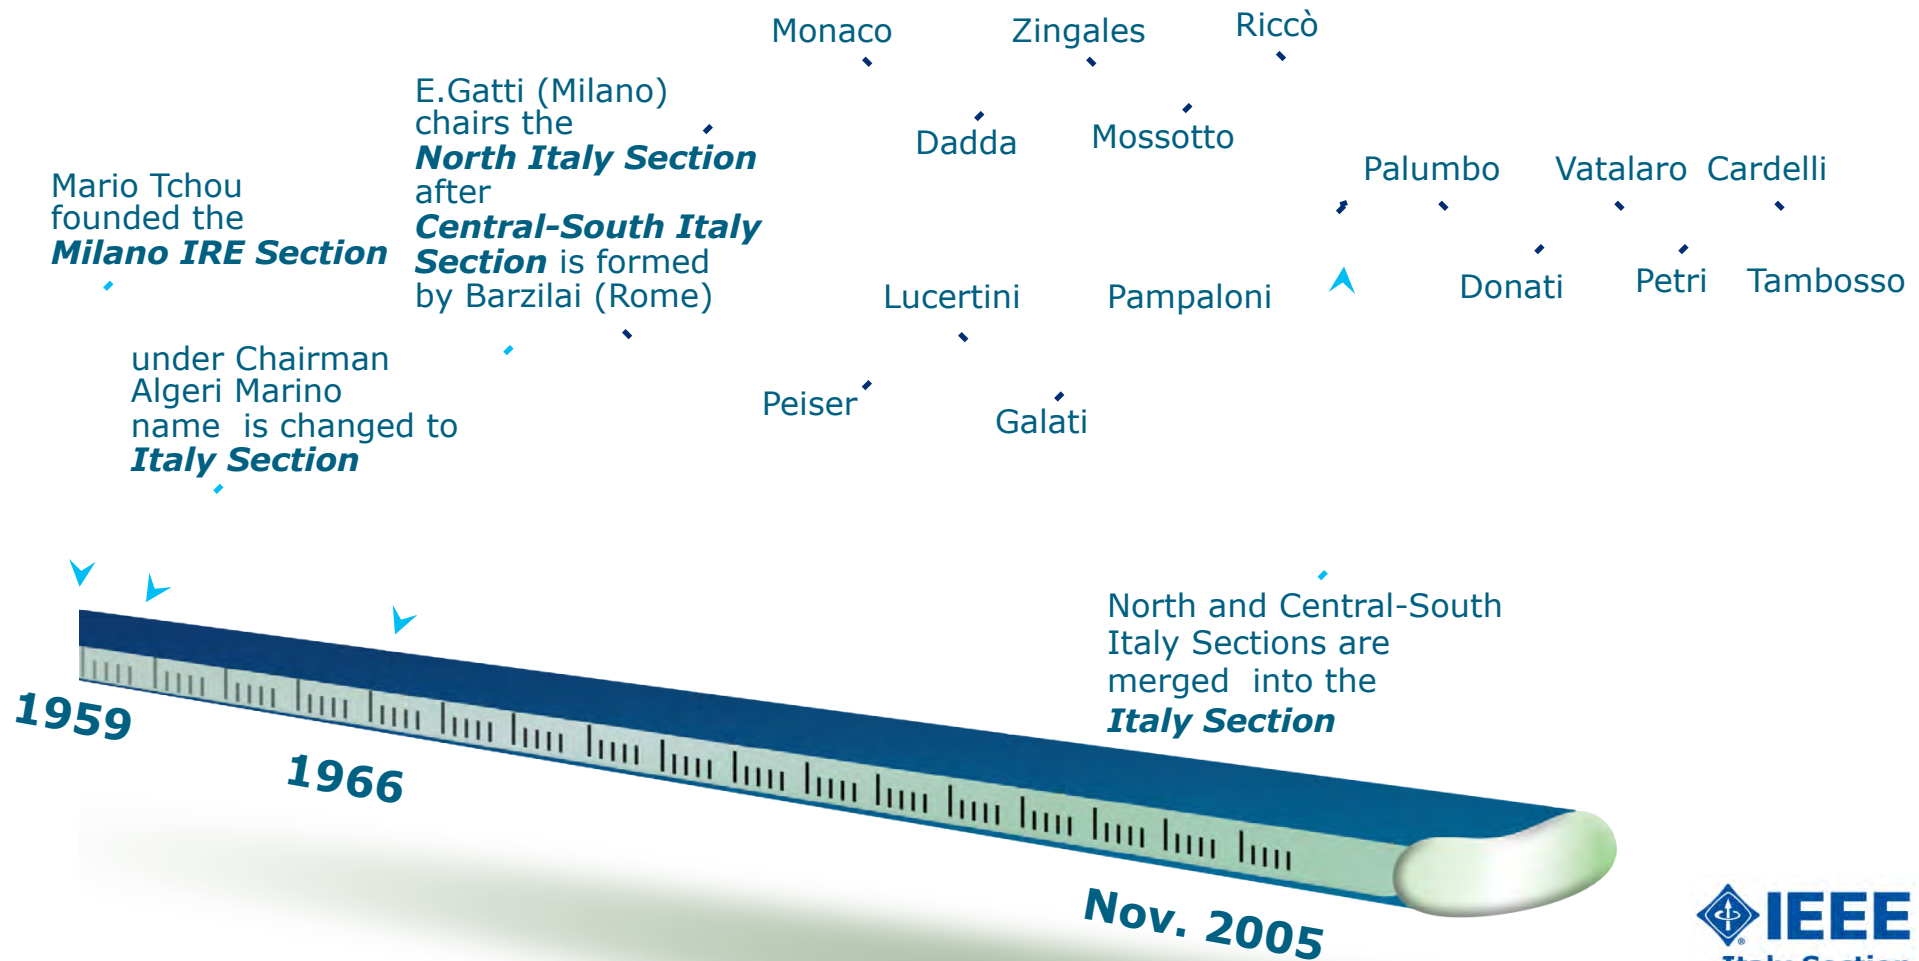 Monaco
Zingales
Riccò
E.Gatti (Milano)
chairs the
North Italy Section
after
Central-South Italy
Section is formed
by Barzilai (Rome)
Dadda
Mossotto
Mario Tchou
founded the
Milano IRE Section
Palumbo
Vatalaro
Cardelli
Lucertini
Pampaloni
Donati
Petri
Tambosso
under Chairman
Algeri Marino
name is changed to
Italy Section
Peiser
Galati
North and Central-South
Italy Sections are
merged into the
Italy Section
1959
1966
Nov. 2005
IEEE
Italy Section